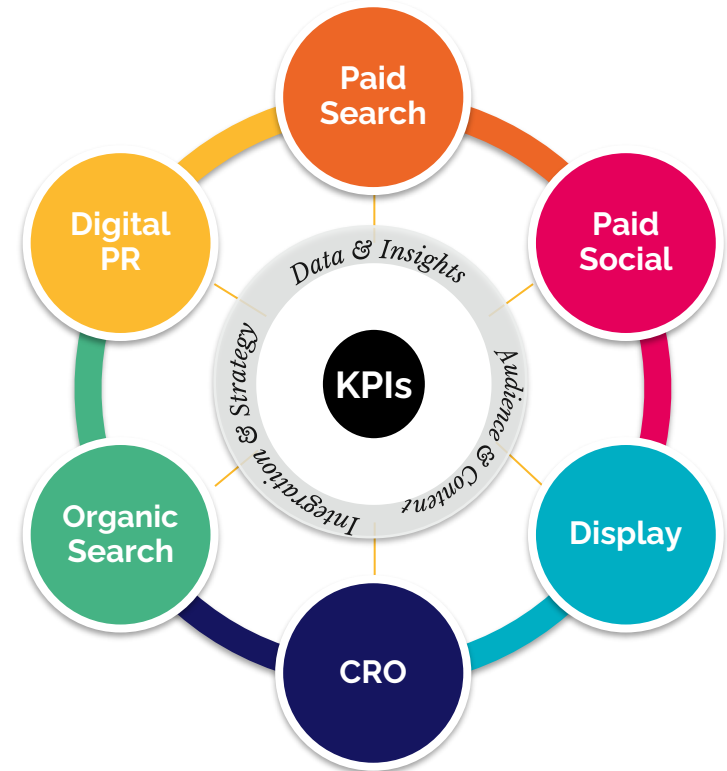 Paid
Search
Digital
PR
Paid
Social
Data & Insights
KPIs
Integration & Strategy
Audience & Content
Organic
Search
Display
CRO